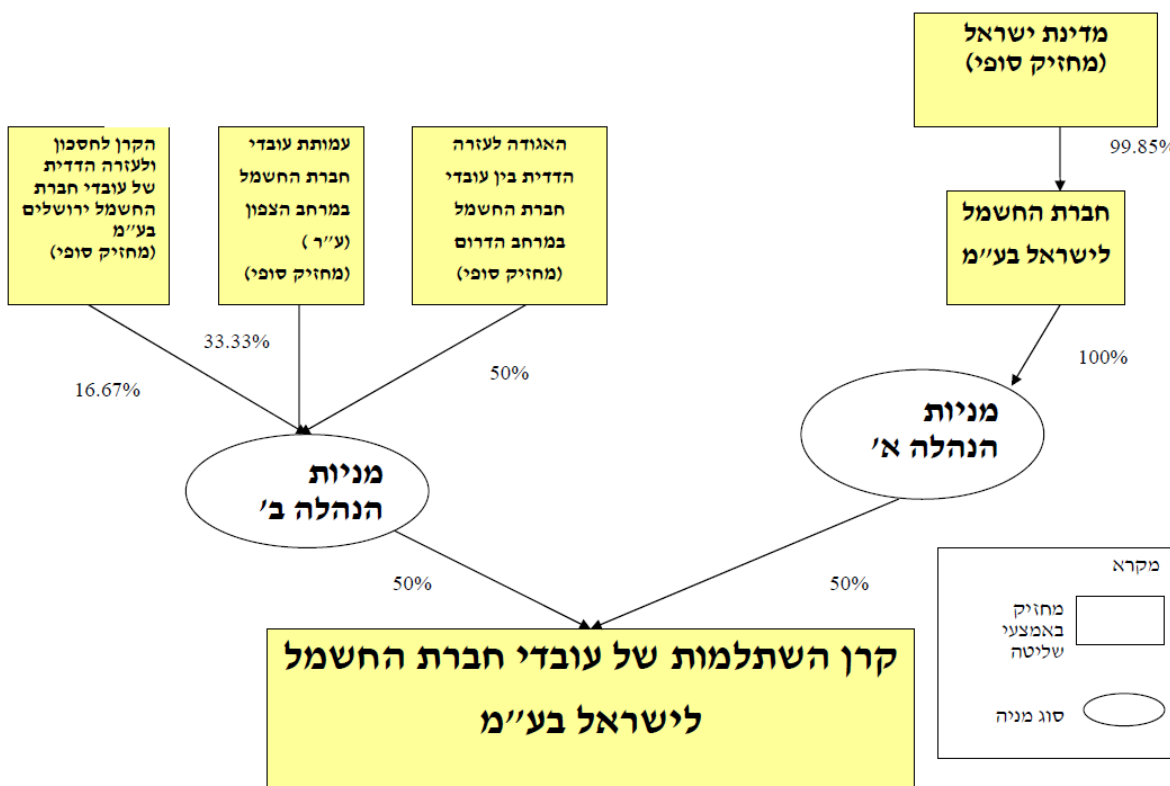 מדינת ישראל
(מחזיק סופי)
99.85%
חברת החשמל
לישראל בע״מ
100%
מניות
הנהלה א׳
50%
האגודה לעזרה
הדדית בין עובדי
חברת החשמל
במרחב הדרום
(מחזיק סופי)
50%
עמותת עובדי
חברת החשמל
במרחב הצפון
(ע״ר )
(מחזיק סופי)
33.33%
הקרן לחסכון
ולעזרה הדדית
של עובדי חברת
החשמל ירושלים
בע״מ
(מחזיק סופי)
16.67%
מניות
הנהלה ב׳
50%
קרן השתלמות של עובדי חברת החשמל
לישראל בע״מ
מקרא
מחזיק
באמצעי
שליטה
סוג מניה